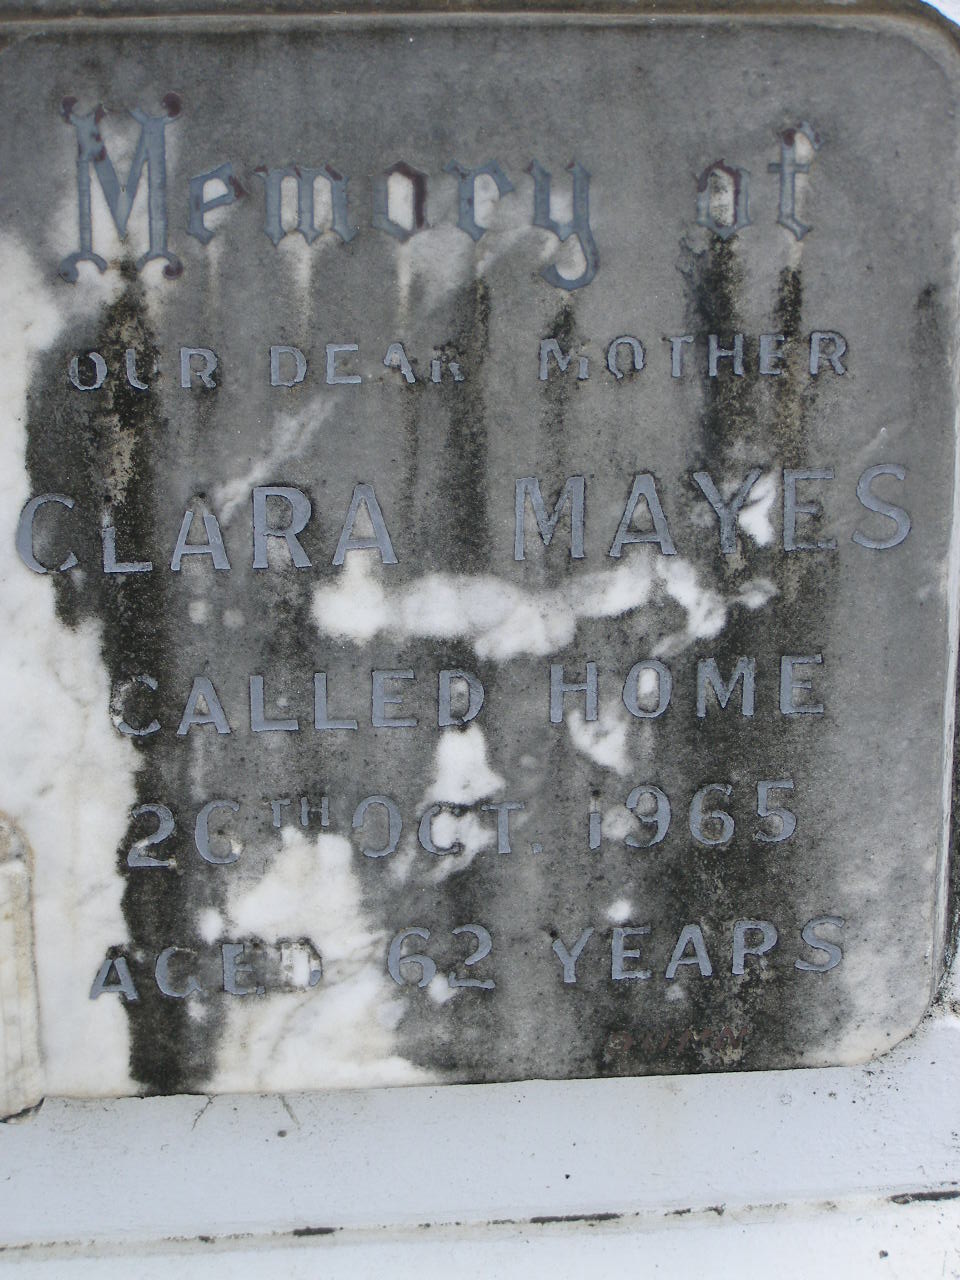 Memory of
OUR DEAR MOTHER
CLARA MAYES
CALLED HOME
26TH OCT. 1965
AGED 62 YEARS